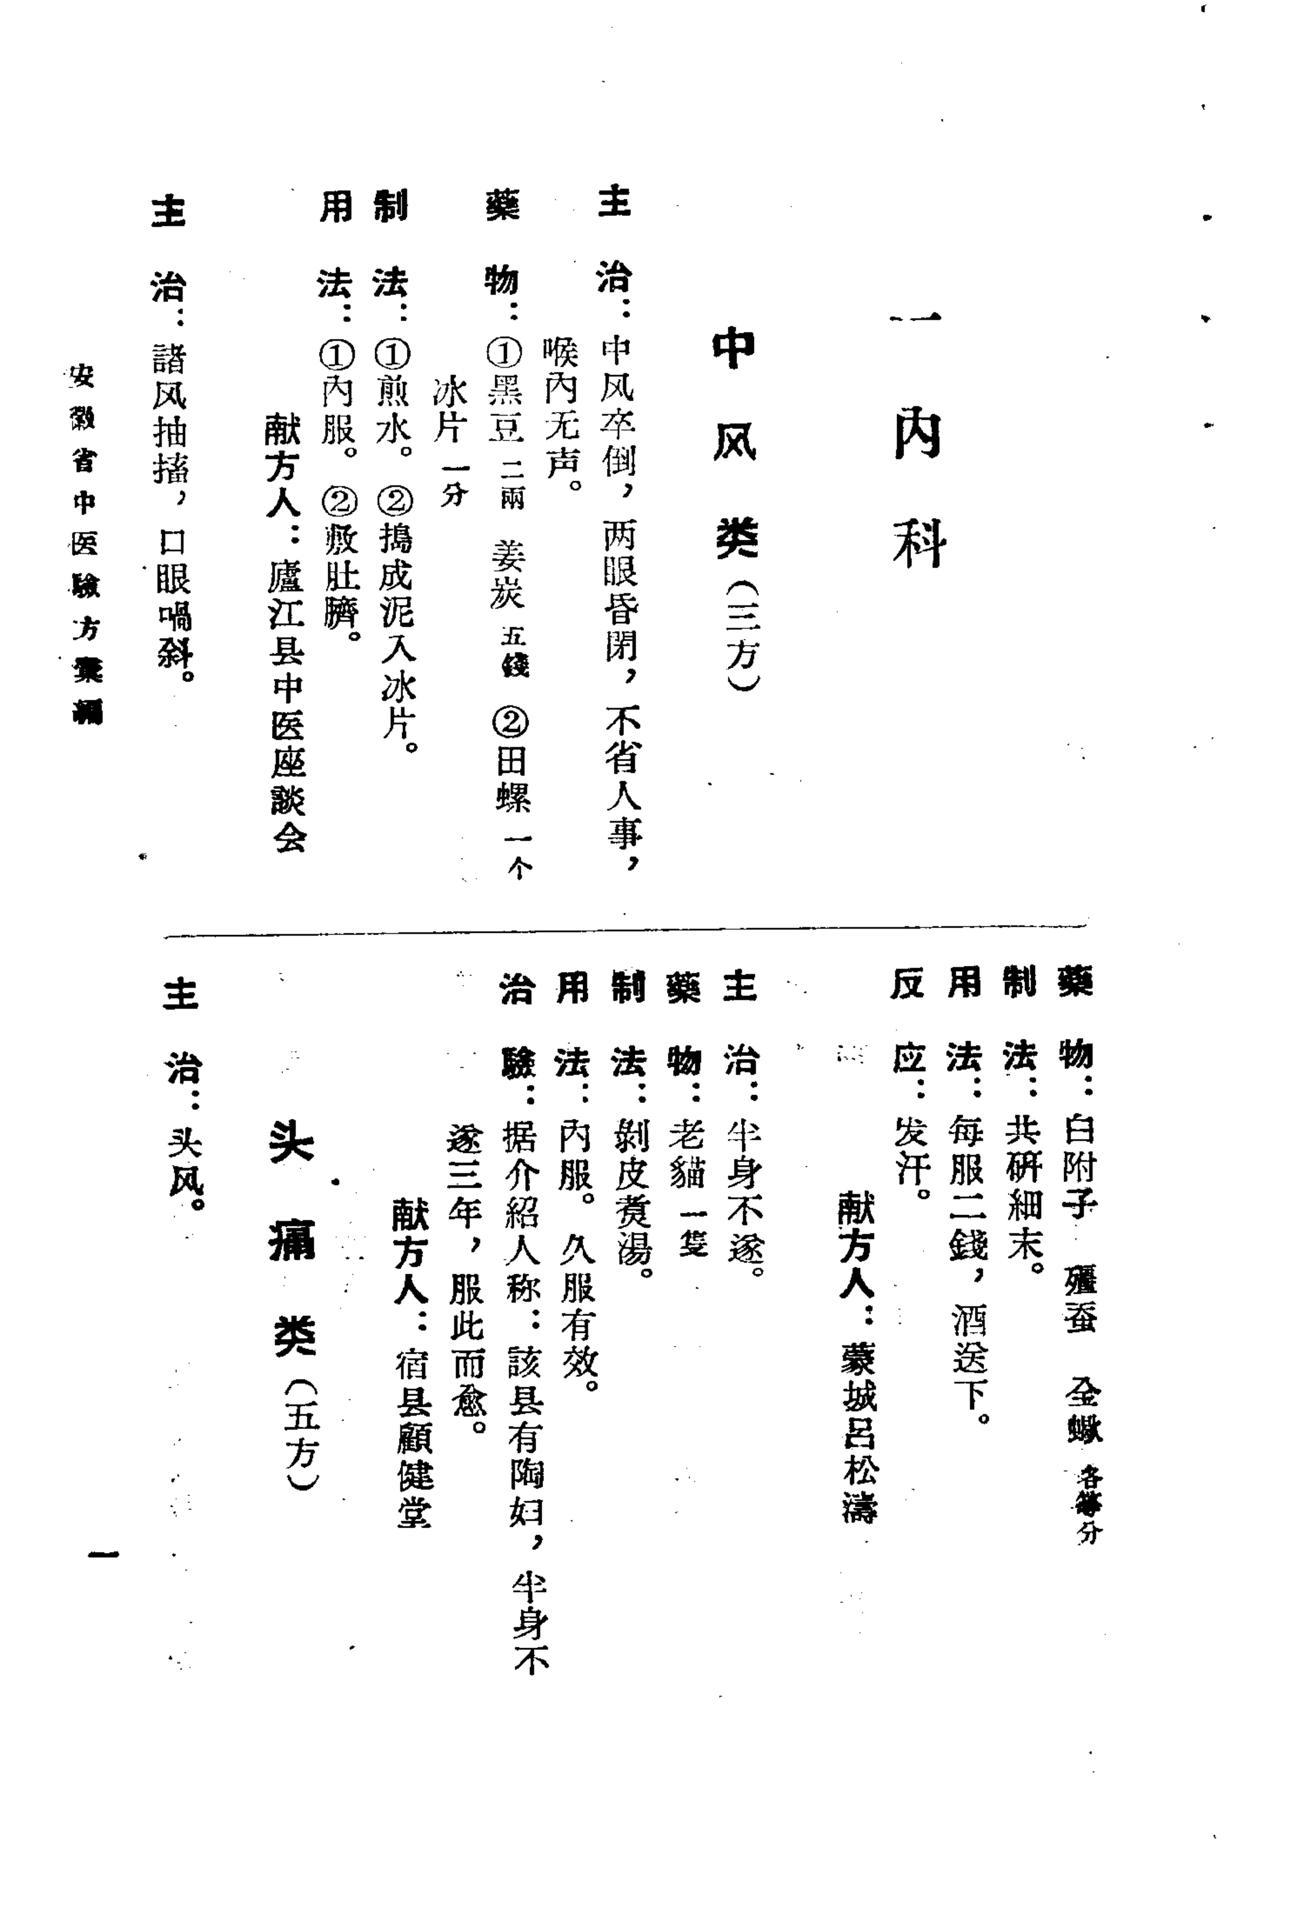 一 內科
中风类（三方）
主治：中风卒倒，两眼昏閉，不省人事，
喉內无声。
藥物：①黑豆二兩 姜炭五錢 ②田螺一个
冰片一分
制法：①煎水。②搗成泥入冰片。
用法：①內服。②敷肚臍。
献方人：廬江县中医座談会
主治：諸风抽搐，口眼喎斜。
藥物：白附子 殭蚕 全蝎各等分
制法：共研細末。
用法：每服二錢，酒送下。
反应：发汗。
献方人：蒙城呂松濤
主治：半身不遂。
藥物：老貓一隻
制法：剝皮煑湯。
用法：內服。久服有效。
治驗：据介紹人称：該县有陶妇，半身不
遂三年，服此而愈。
献方人：宿县顧健堂
头痛类（五方）
主治：头风。
安徽省中医驗方彙編
一